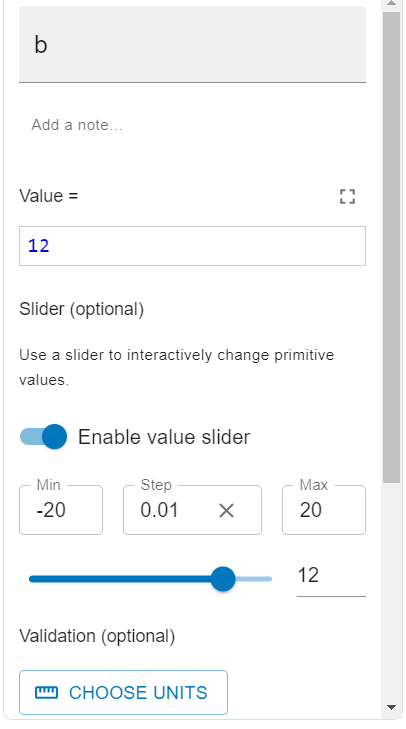 b
Add a note...
Value =
12
Slider (optional)
Use a slider to interactively change primitive
values.
Enable value slider
Min Step Max
-20 0.01 20
12
Validation (optional)
CHOOSE UNITS